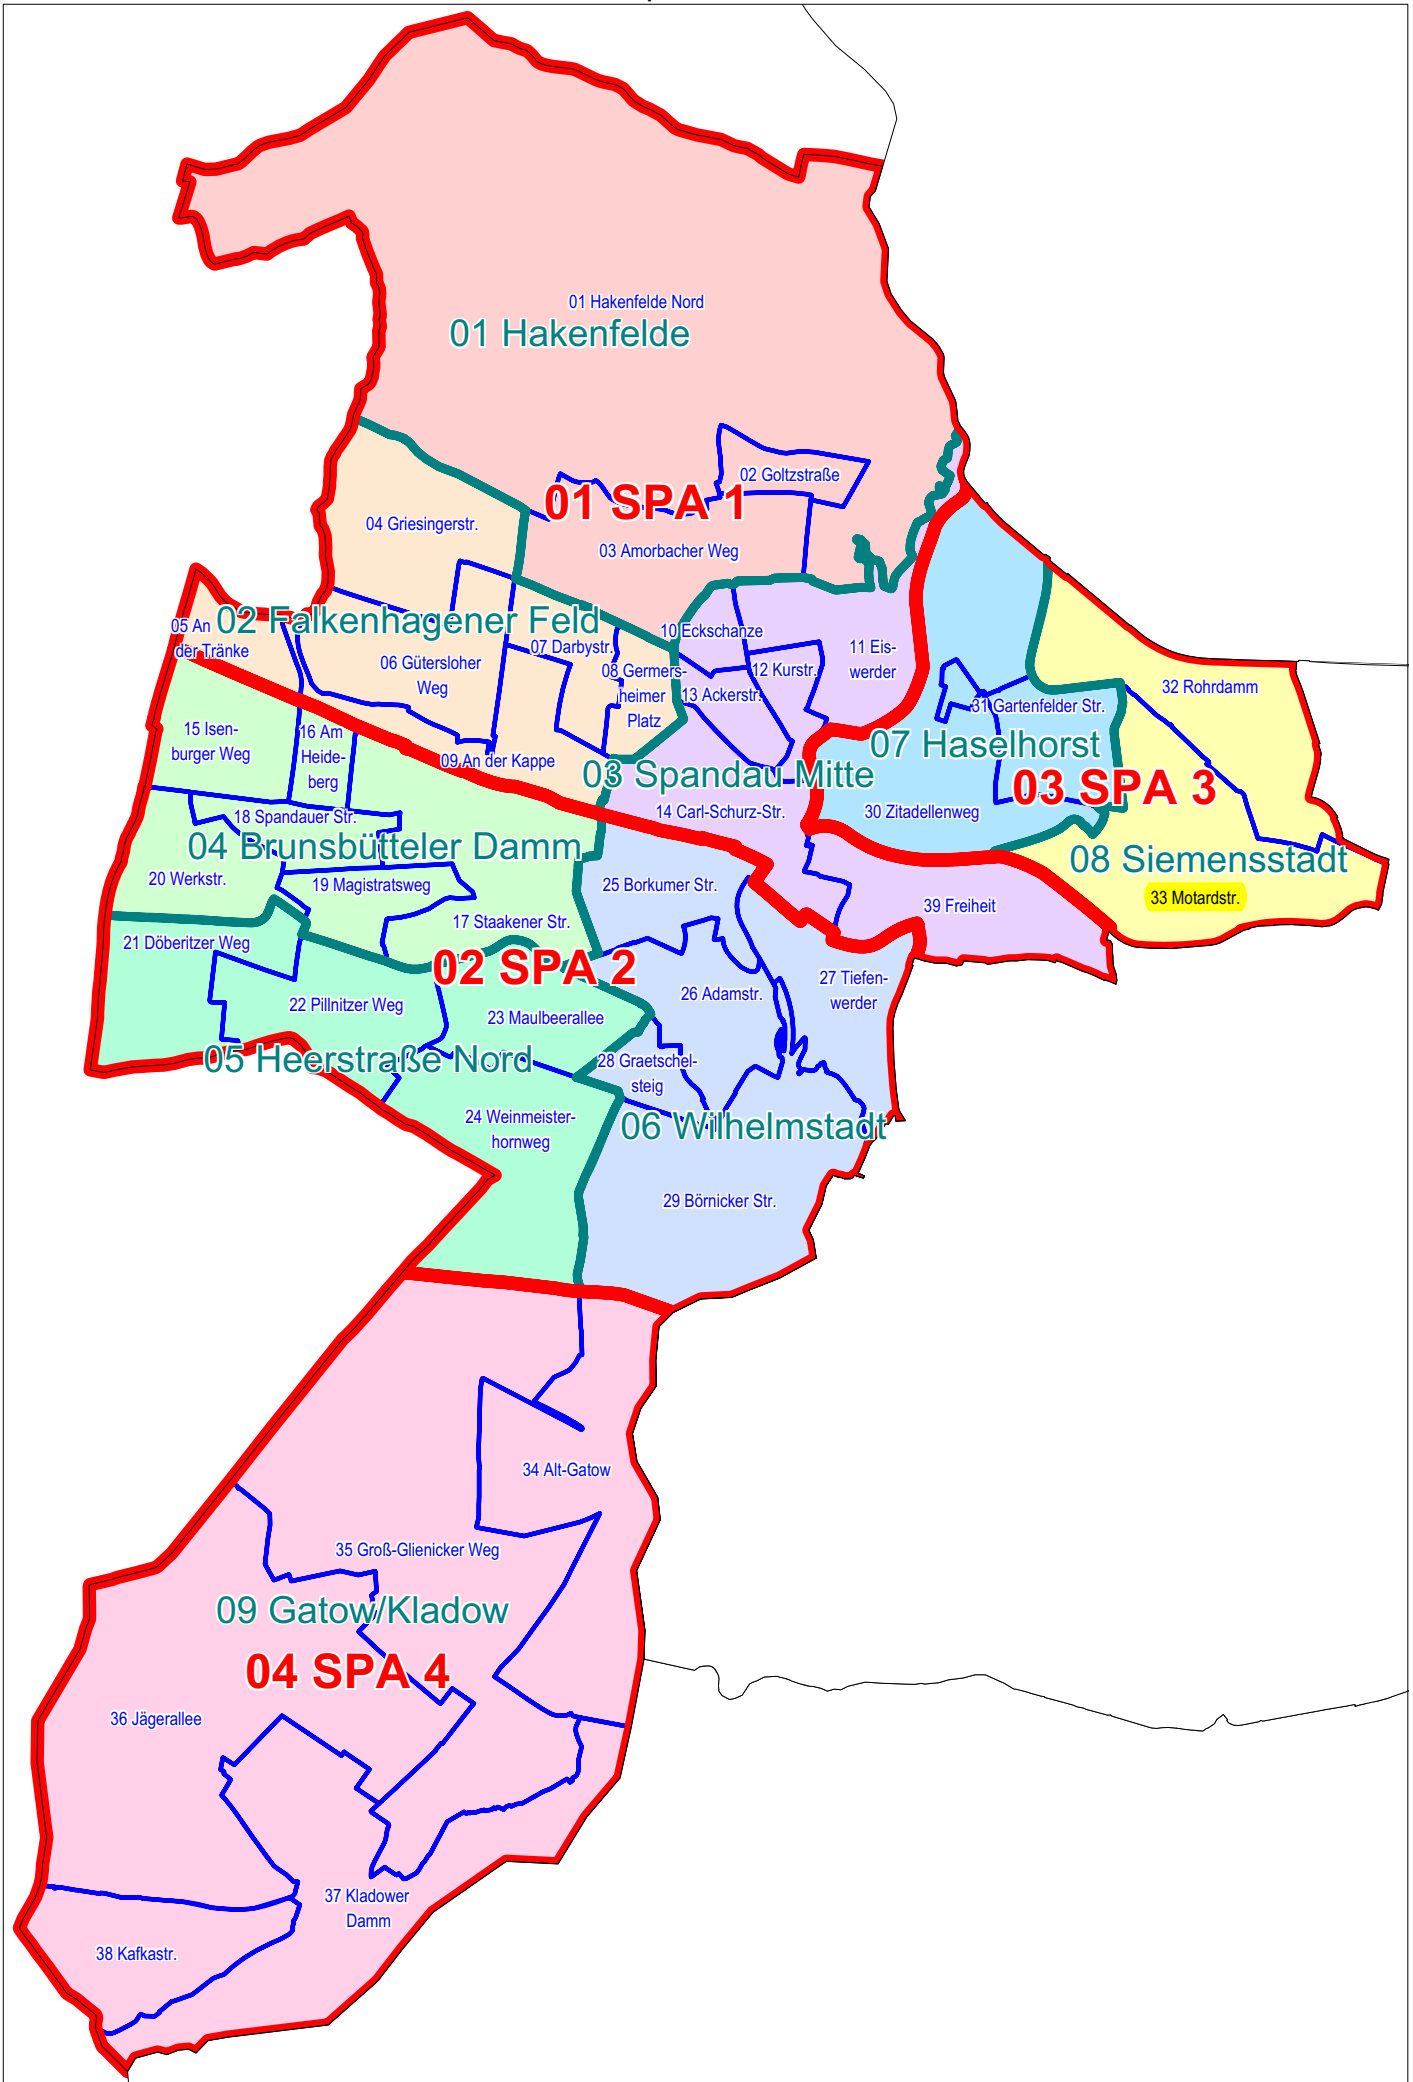 01 Hakenfelde Nord
01 Hakenfelde
02 Goltzstraße
01 SPA 1
04 Griesingerstr.
03 Amorbacher Weg
05 An
der Tränke
02 Falkenhagener Feld
10 Eckschanze
07 Darbystr.
11 Eis-
werder
06 Gütersloher
Weg
08 Germers-
heimer
Platz
12 Kurstr.
13 Ackerstr.
32 Rohrdamm
31 Gartenfelder Str.
15 Isen-
burger Weg
16 Am
Heide-
berg
07 Haselhorst
09 An der Kappe
03 Spandau Mitte
03 SPA 3
14 Carl-Schurz-Str.
30 Zitadellenweg
18 Spandauer Str.
04 Brunsbütteler Damm
08 Siemensstadt
20 Werkstr.
19 Magistratsweg
25 Borkumer Str.
33 Motardstr.
39 Freiheit
17 Staakener Str.
21 Döberitzer Weg
02 SPA 2
27 Tiefen-
werder
26 Adamstr.
22 Pillnitzer Weg
23 Maulbeerallee
05 Heerstraße Nord
28 Graetschel-
steig
24 Weinmeister-
hornweg
06 Wilhelmstadt
29 Börnicker Str.
34 Alt-Gatow
35 Groß-Glienicker Weg
09 Gatow/Kladow
04 SPA 4
36 Jägerallee
37 Kladower
Damm
38 Kafkastr.